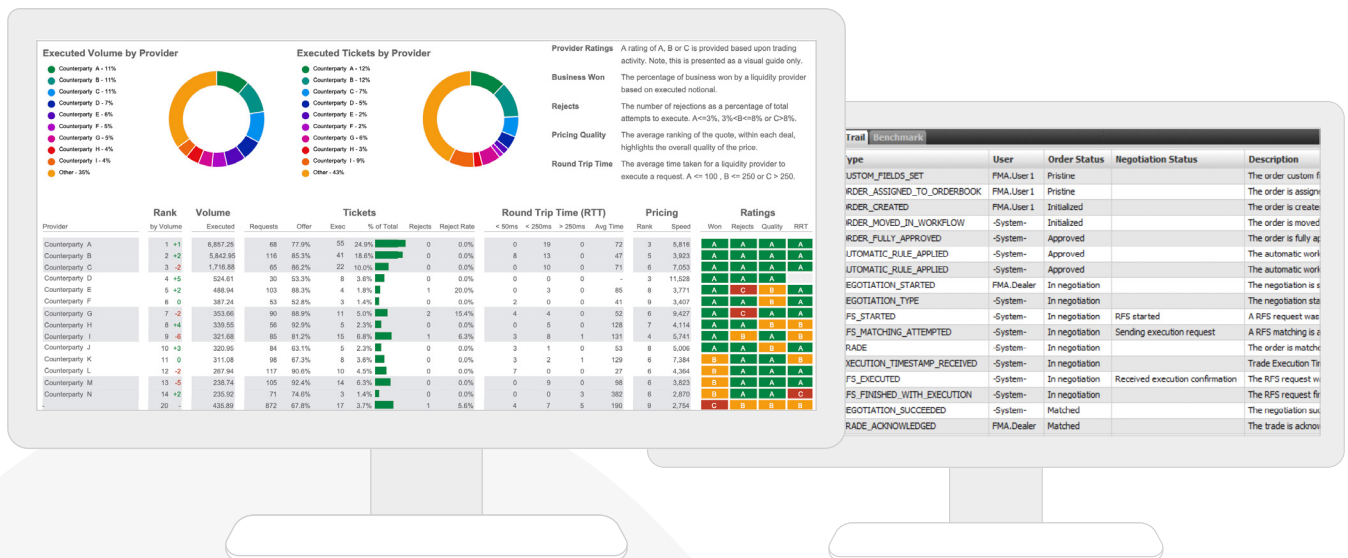 Executed Volume by Provider
Counterparty A - 11%
Counterparty B - 11%
Counterparty C - 11%
Counterparty D - 7%
Counterparty E - 6%
Counterparty F - 5%
Counterparty G - 5%
Counterparty H - 4%
Counterparty I - 4%
Other - 35%
Executed Tickets by Provider
Counterparty A - 12%
Counterparty B - 12%
Counterparty C - 7%
Counterparty D - 5%
Counterparty E - 2%
Counterparty F - 2%
Counterparty G - 6%
Counterparty H - 3%
Counterparty I - 9%
Other - 43%
Provider Ratings A rating of A, B or C is provided based upon trading
activity. Note, this is presented as a visual guide only.
Business Won The percentage of business won by a liquidity provider
based on executed notional.
Rejects The number of rejections as a percentage of total
attempts to execute. A<=3%, 3%<B<=8% or C>8%.
Pricing Quality The average ranking of the quote, within each deal,
highlights the overall quality of the price.
Round Trip Time The average time taken for a liquidity provider to
execute a request. A <= 100 , B <= 250 or C > 250.
Rank Volume Tickets Round Trip Time (RTT) Pricing Ratings
Provider by Volume Executed Requests Offer Exec % of Total Rejects Reject Rate < 50ms < 250ms > 250ms Avg Time Rank Speed Won Rejects Quality RRT
Counterparty A 1 +1 6,857.25 68 77.9% 55 24.9% 0 0.0% 0 19 0 72 3 5,816 A A A A
Counterparty B 2 +2 5,842.95 116 85.3% 41 18.6% 0 0.0% 8 13 0 47 5 3,923 A A A A
Counterparty C 3 -2 1,716.88 65 86.2% 22 10.0% 0 0.0% 0 10 0 71 6 7,053 A A A A
Counterparty D 4 +5 524.61 30 53.3% 8 3.6% 0 0.0% 0 0 0 - 3 11,528 A A A
Counterparty E 5 +2 488.94 103 88.3% 4 1.8% 1 20.0% 0 3 0 85 8 3,771 A C B A
Counterparty F 6 0 387.24 53 52.8% 3 1.4% 0 0.0% 2 0 0 41 9 3,407 A A B A
Counterparty G 7 -2 353.66 90 88.9% 11 5.0% 2 15.4% 4 4 0 52 6 9,427 A C A A
Counterparty H 8 +4 339.55 56 92.9% 5 2.3% 0 0.0% 0 5 0 128 7 4,114 A A B B
Counterparty I 9 -6 321.68 85 81.2% 15 6.8% 1 6.3% 3 8 1 131 4 5,741 A B A B
Counterparty J 10 +3 320.95 84 63.1% 5 2.3% 0 0.0% 3 1 0 53 8 5,006 A A B A
Counterparty K 11 0 311.08 98 67.3% 8 3.6% 0 0.0% 3 2 1 129 6 7,384 B A A B
Counterparty L 12 -2 267.94 117 90.6% 10 4.5% 0 0.0% 7 0 0 27 6 4,364 B A A A
Counterparty M 13 -5 238.74 105 92.4% 14 6.3% 0 0.0% 0 9 0 98 6 3,823 B A A A
Counterparty N 14 +2 235.92 71 74.6% 3 1.4% 0 0.0% 0 0 3 382 6 2,870 B A A C
- 20 - 435.89 872 67.8% 17 3.7% 1 5.6% 4 7 5 190 9 2,754 C B B B
Trail Benchmark
ype User Order Status Negotiation Status Description
USTOM_FIELDS_SET FMA.User1 Pristine The order custom fi
RDER_ASSIGNED_TO_ORDERBOOK FMA.User1 Pristine The order is assign
RDER_CREATED FMA.User1 Initialized The order is create
RDER_MOVED_IN_WORKFLOW -System- Initialized The order is moved
RDER_FULLY_APPROVED -System- Approved The order is fully ap
UTOMATIC_RULE_APPLIED -System- Approved The automatic work
UTOMATIC_RULE_APPLIED -System- Approved The automatic work
EGOTIATION_STARTED FMA.Dealer In negotiation The negotiation is s
EGOTIATION_TYPE -System- In negotiation The negotiation sta
FS_STARTED -System- In negotiation RFS started A RFS request was
FS_MATCHING_ATTEMPTED -System- In negotiation Sending execution request A RFS matching is a
RADE -System- In negotiation The order is matche
XECUTION_TIMESTAMP_RECEIVED -System- In negotiation Trade Execution Tir
FS_EXECUTED -System- In negotiation Received execution confirmation The RFS request w
FS_FINISHED_WITH_EXECUTION -System- In negotiation The RFS request fir
EGOTIATION_SUCCEEDED -System- Matched The negotiation suc
RADE_ACKNOWLEDGED FMA.Dealer Matched The trade is acknow